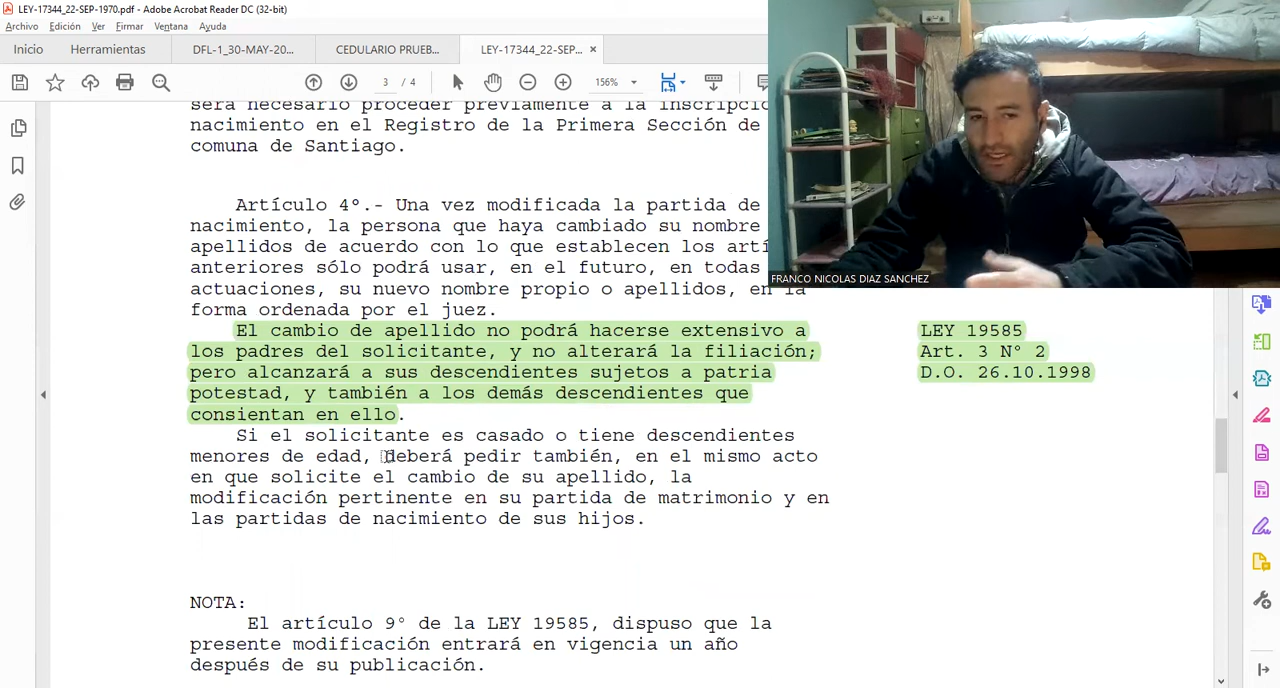 LEY-17344_22-SEP-1970.pdf - Adobe Acrobat Reader DC (32-bit)
Archivo Edición Ver Firmar Ventana Ayuda
Inicio Herramientas DFL-1_30-MAY-20... CEDULARIO PRUEB... LEY-17344_22-SEP... ×
3 / 4 156%
será necesario proceder previamente a la
nacimiento en el Registro de la Primera Sección de
comuna de Santiago.
Artículo 4°.- Una vez modificada la partida de
nacimiento, la persona que haya cambiado su nombre
apellidos de acuerdo con lo que establecen los
anteriores sólo podrá usar, en el futuro, en todas
actuaciones, su nuevo nombre propio o apellidos, en la
forma ordenada por el juez.
El cambio de apellido no podrá hacerse extensivo a
los padres del solicitante, y no alterará la filiación;
pero alcanzará a sus descendientes sujetos a patria
potestad, y también a los demás descendientes que
consientan en ello.
LEY 19585
Art. 3 N° 2
D.O. 26.10.1998
Si el solicitante es casado o tiene descendientes
menores de edad, deberá pedir también, en el mismo acto
en que solicite el cambio de su apellido, la
modificación pertinente en su partida de matrimonio y en
las partidas de nacimiento de sus hijos.
NOTA:
El artículo 9° de la LEY 19585, dispuso que la
presente modificación entrará en vigencia un año
después de su publicación.
FRANCO NICOLAS DIAZ SANCHEZ